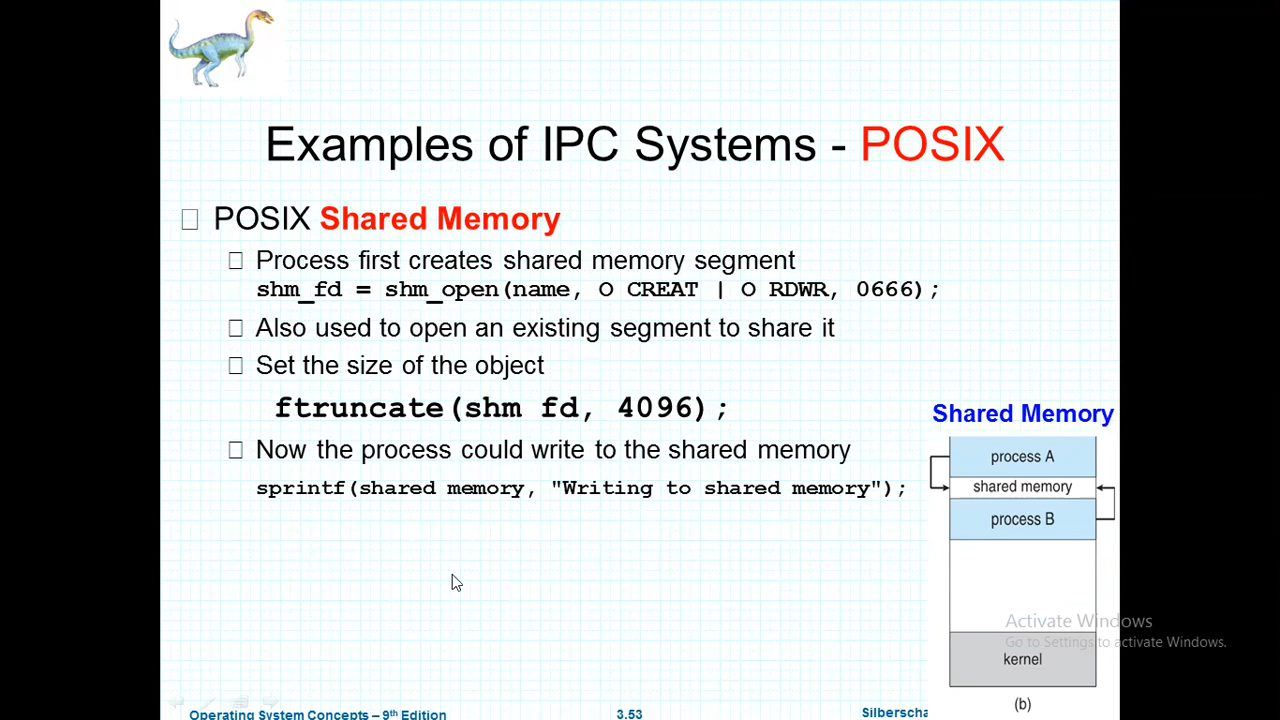 Examples of IPC Systems - POSIX
POSIX Shared Memory
Process first creates shared memory segment
shm_fd = shm_open(name, O CREAT | O RDWR, 0666);
Also used to open an existing segment to share it
Set the size of the object
ftruncate(shm fd, 4096);
Now the process could write to the shared memory
sprintf(shared memory, "Writing to shared memory");
Shared Memory
process A
shared memory
process B
kernel
(b)
Activate Windows
Go to Settings to activate Windows.
Operating System Concepts – 9th Edition
3.53
Silberscha